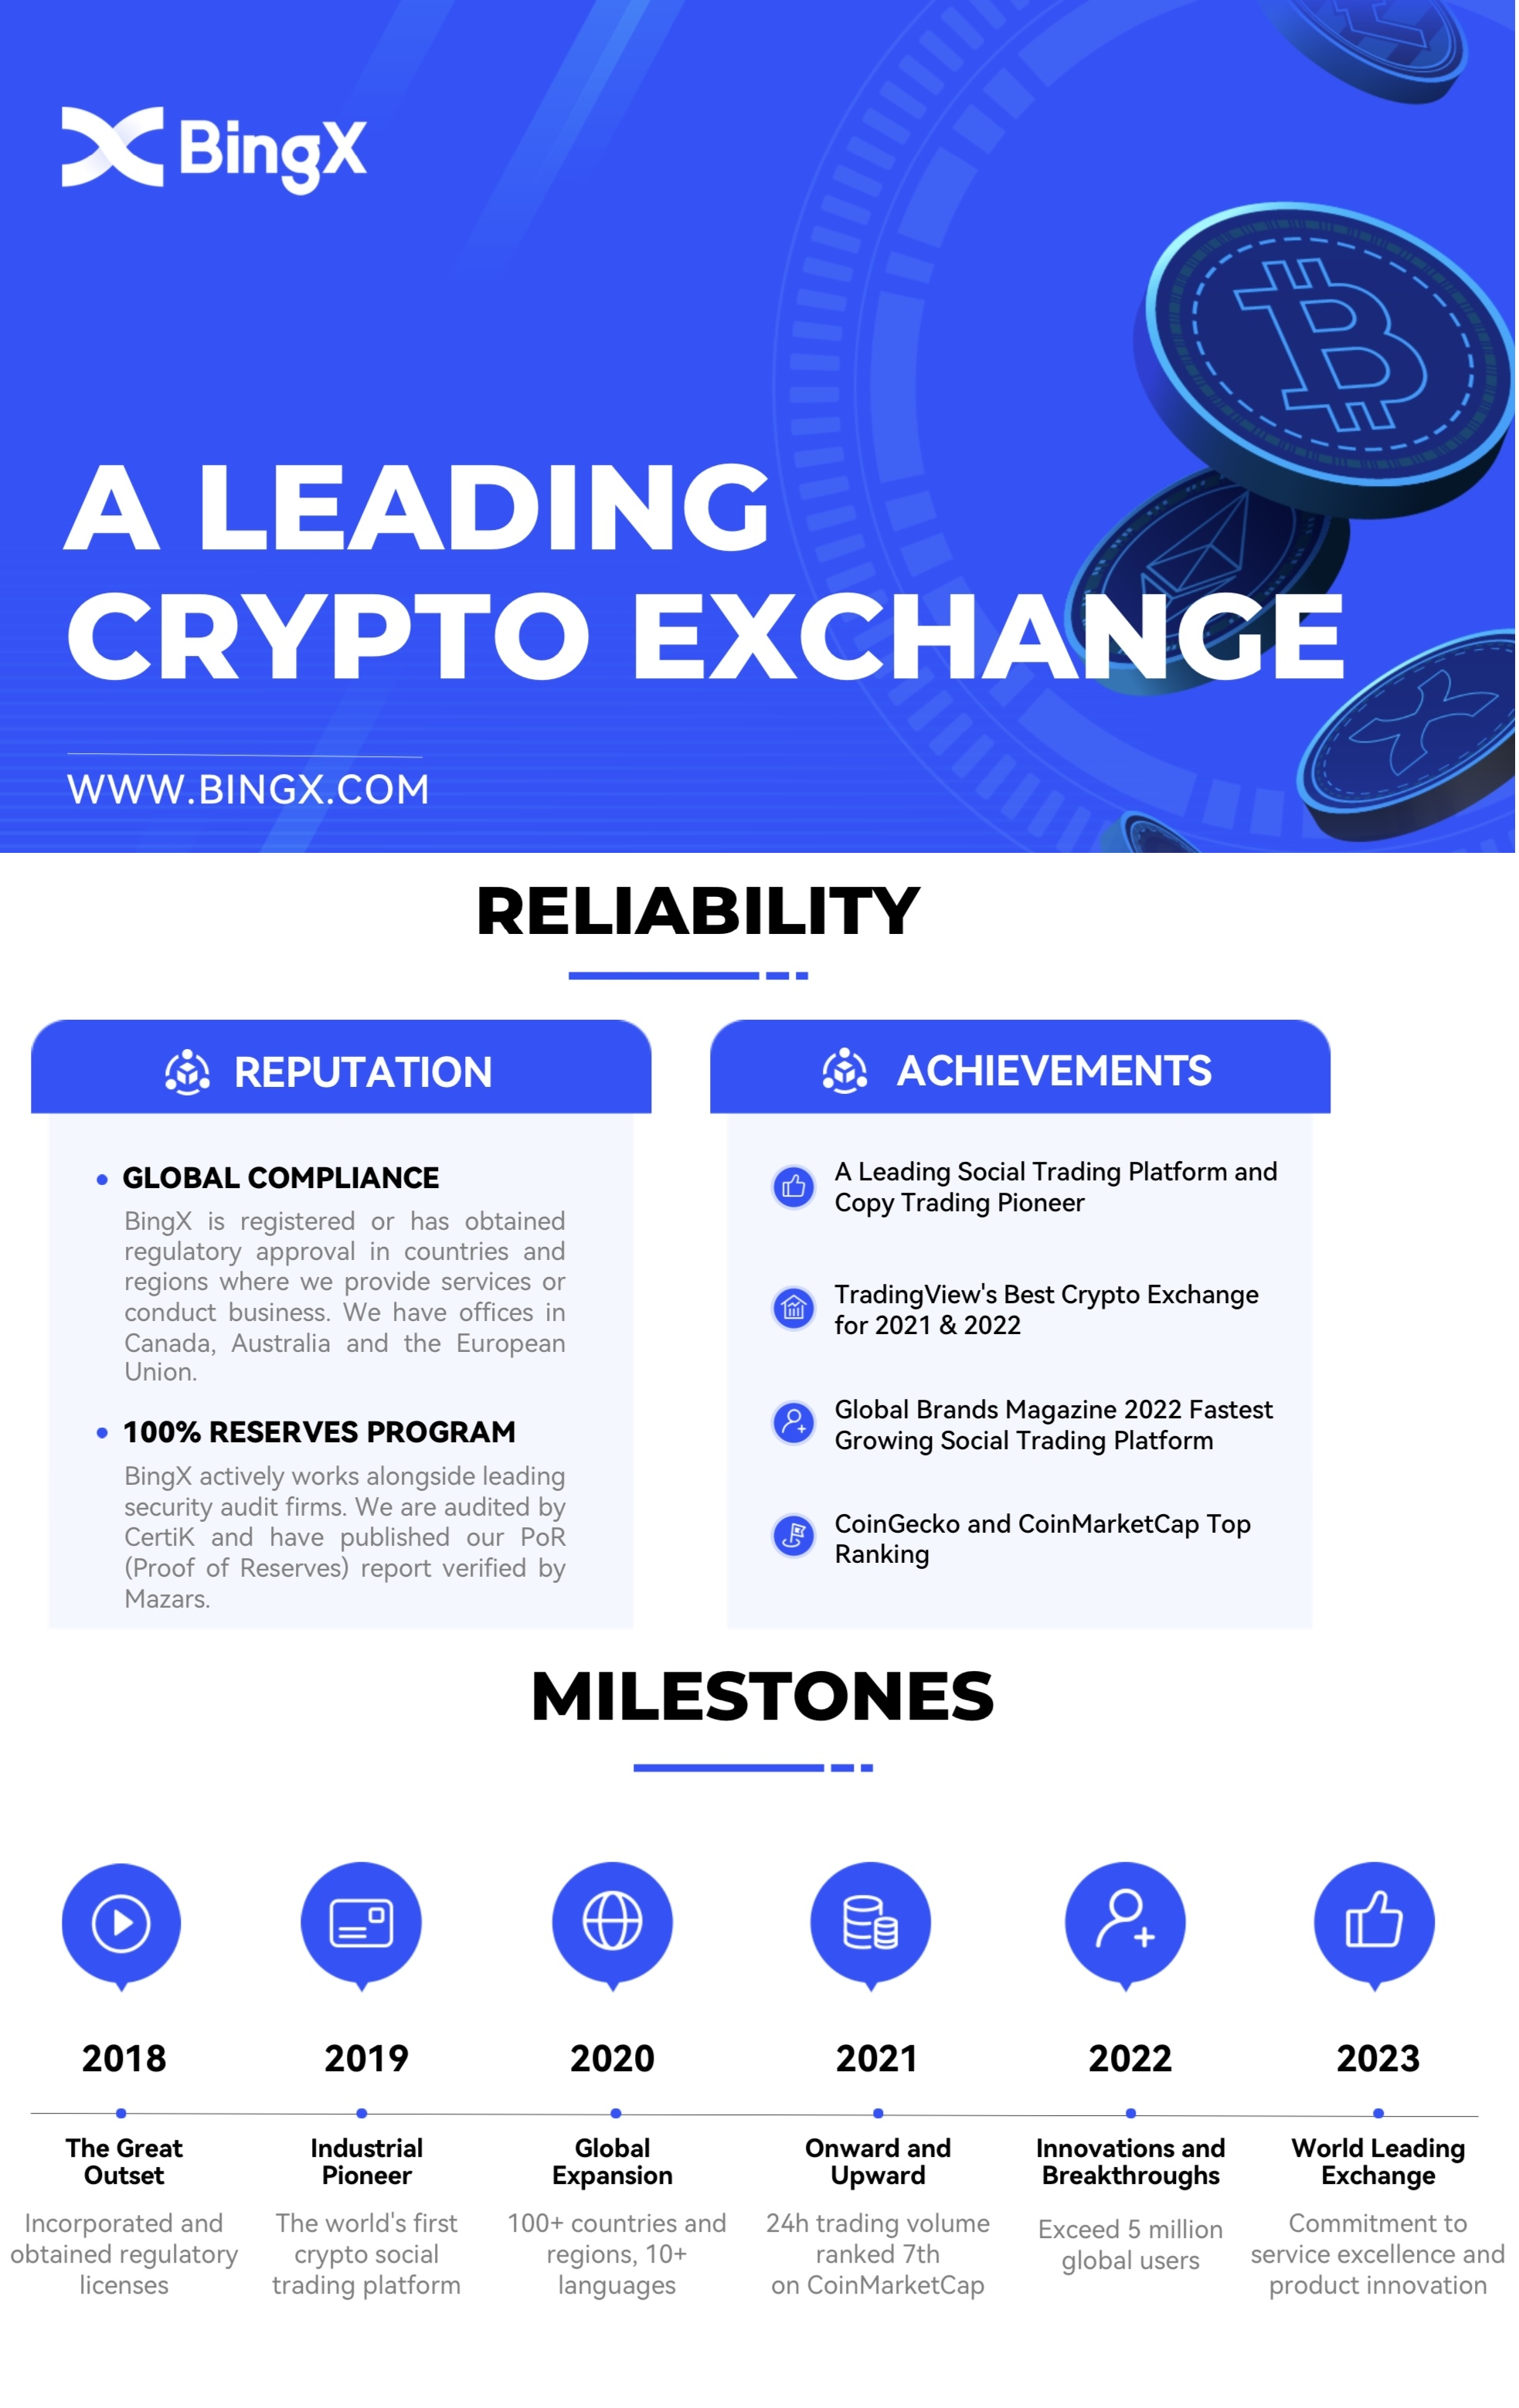 BingX
A LEADING
CRYPTO EXCHANGE
WWW.BINGX.COM
RELIABILITY
REPUTATION
GLOBAL COMPLIANCE
BingX is registered or has obtained
regulatory approval in countries and
regions where we provide services or
conduct business. We have offices in
Canada, Australia and the European
Union.
100% RESERVES PROGRAM
BingX actively works alongside leading
security audit firms. We are audited by
CertiK and have published our PoR
(Proof of Reserves) report verified by
Mazars.
ACHIEVEMENTS
A Leading Social Trading Platform and
Copy Trading Pioneer
TradingView's Best Crypto Exchange
for 2021 & 2022
Global Brands Magazine 2022 Fastest
Growing Social Trading Platform
CoinGecko and CoinMarketCap Top
Ranking
MILESTONES
2018
The Great
Outset
Incorporated and
obtained regulatory
licenses
2019
Industrial
Pioneer
The world's first
crypto social
trading platform
2020
Global
Expansion
100+ countries and
regions, 10+
languages
2021
Onward and
Upward
24h trading volume
ranked 7th
on CoinMarketCap
2022
Innovations and
Breakthroughs
Exceed 5 million
global users
2023
World Leading
Exchange
Commitment to
service excellence and
product innovation